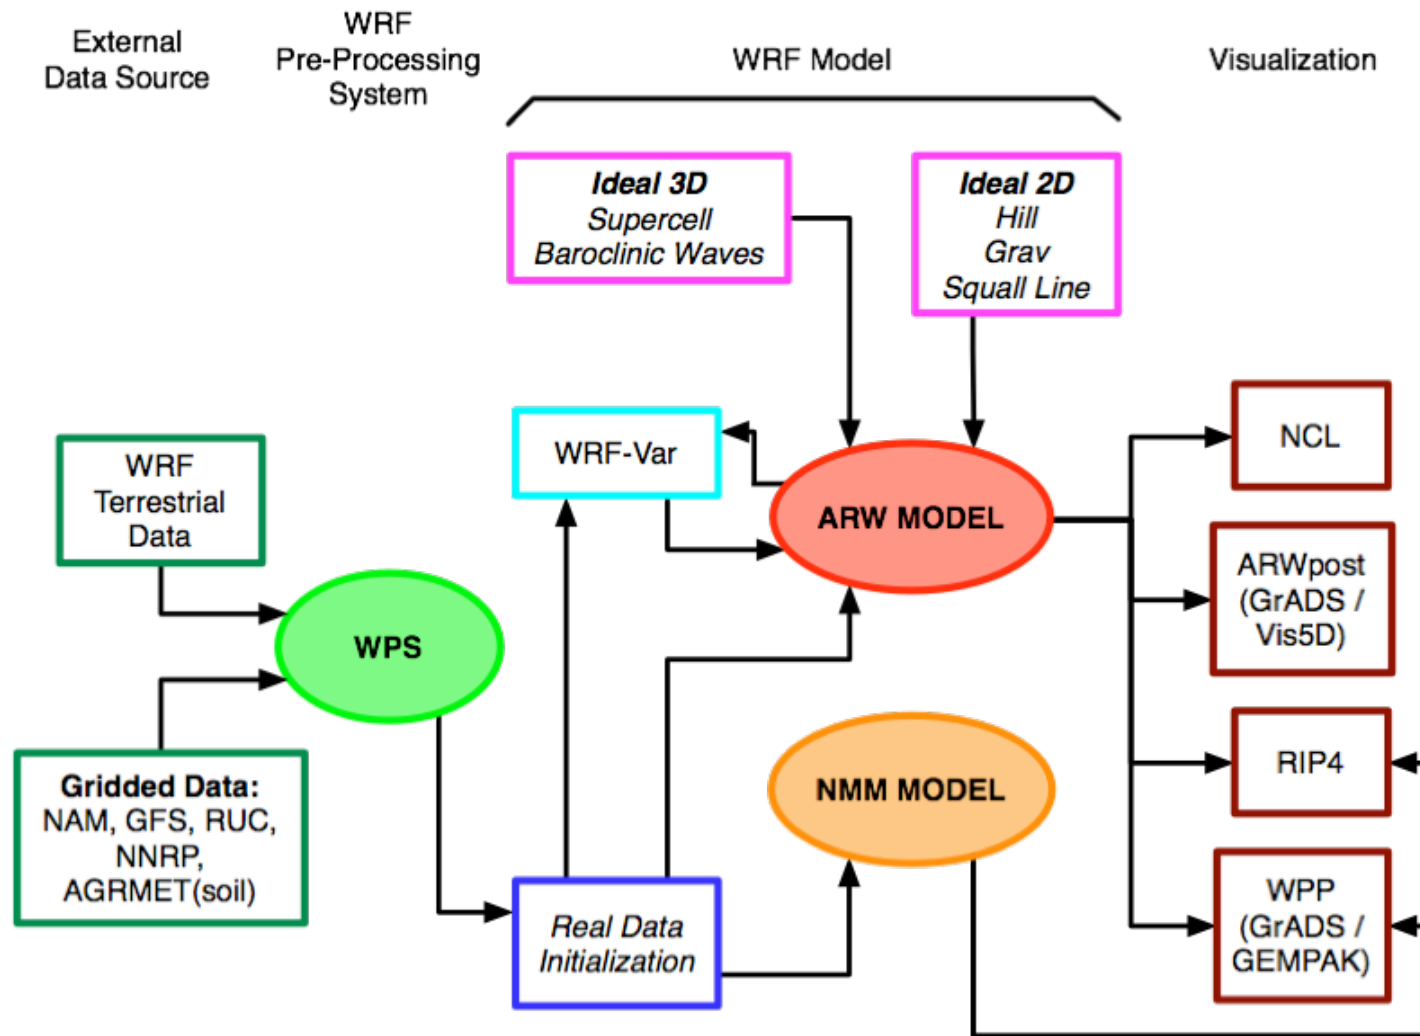 External
Data Source
WRF
Pre-Processing
System
WRF Model
Visualization
Ideal 3D
Supercell
Baroclinic Waves
Ideal 2D
Hill
Grav
Squall Line
WRF
Terrestrial
Data
WRF-Var
ARW MODEL
NCL
ARWpost
(GrADS /
Vis5D)
WPS
Gridded Data:
NAM, GFS, RUC,
NNRP,
AGRMET(soil)
NMM MODEL
RIP4
Real Data
Initialization
WPP
(GrADS /
GEMPAK)